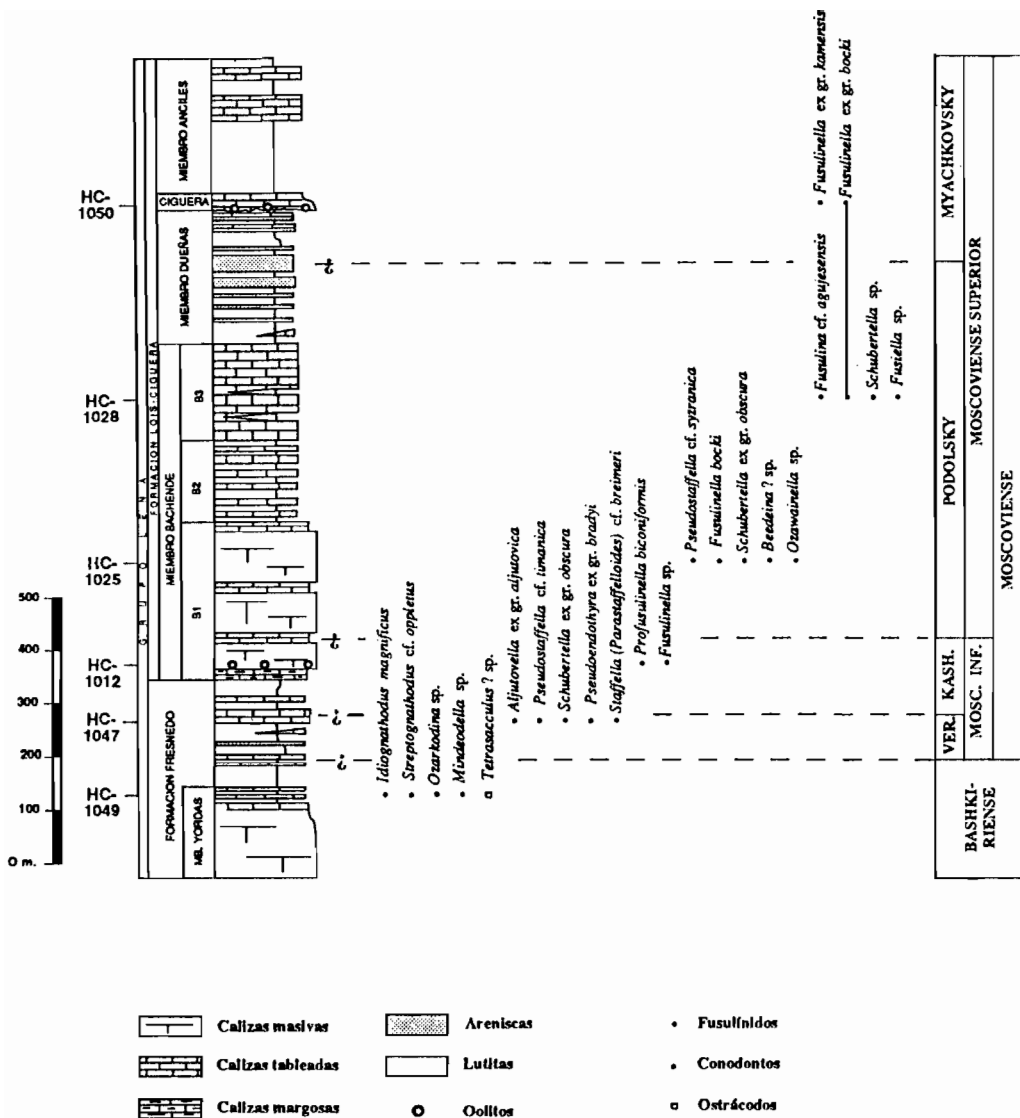 HC-
1050
HC-
1028
HC-
1025
HC-
1012
HC-
1047
HC-
1049
500
400
300
200
100
0 m.
GRUPO LENA
FORMACION LOIS-CIGUERA
MIEMBRO ANCILES
CIGUERA
MIEMBRO DUEÑAS
MIEMBRO BACHENDE
B3
B2
B1
FORMACION FRESNEDO
MB. YORDAS
¿
¿
¿
¿
• Idiognathodus magnificus
• Streptognathodus cf. oppletus
• Ozarkodina sp.
• Mindeodella sp.
▫ Tetrasacculus ? sp.
• Aljutovella ex gr. aljutovica
• Pseudostaffella cf. timanica
• Schubertella ex gr. obscura
• Pseudoendothyra ex gr. bradyi
• Staffella (Parastaffelloides) cf. breimeri
• Profusulinella biconiformis
• Fusulinella sp.
• Pseudostaffella cf. syzranica
• Fusulinella bocki
• Schubertella ex gr. obscura
• Beedeina ? sp.
• Ozawainella sp.
• Fusulina cf. agujesensis
• Fusulinella ex gr. kamensis
• Fusulinella ex gr. bocki
• Schubertella sp.
• Fusiella sp.
MYACHKOVSKY
PODOLSKY
KASH.
VER.
MOSCOVIENSE SUPERIOR
MOSC. INF.
MOSCOVIENSE
BASHKI-
RIENSE
Calizas masivas
Calizas tableadas
Calizas margosas
Areniscas
Lutitas
Oolitos
• Fusulínidos
• Conodontos
▫ Ostrácodos